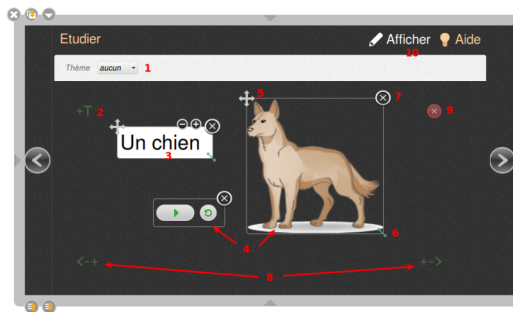 Etudier
Afficher
Aide
10
Thème
aucun
1
+T
2
5
7
9
Un chien
3
4
6
<-+
8
+->